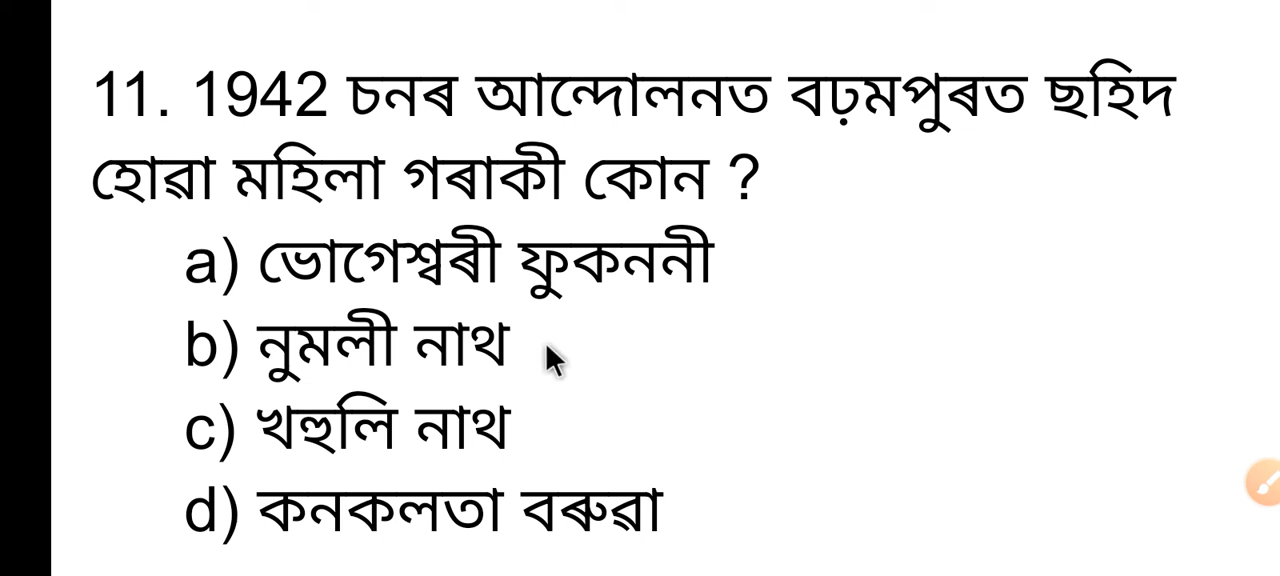 11. 1942 চনৰ আন্দোলনত বঢ়মপুৰত ছহিদ
হোৱা মহিলা গৰাকী কোন ?
a) ভোগেশ্বৰী ফুকননী
b) নুমলী নাথ
c) খহুলি নাথ
d) কনকলতা বৰুৱা